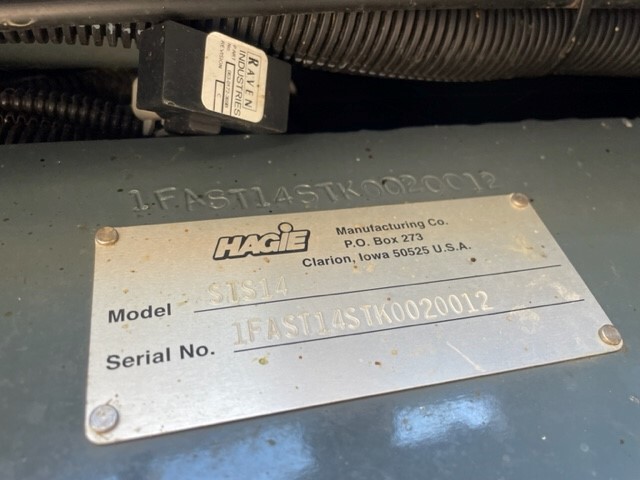 RAVEN
INDUSTRIES
1FAST14STK0020012
HAGIE
Manufacturing Co.
P.O. Box 273
Clarion, Iowa 50525 U.S.A.
Model STS14
Serial No. 1FAST14STK0020012